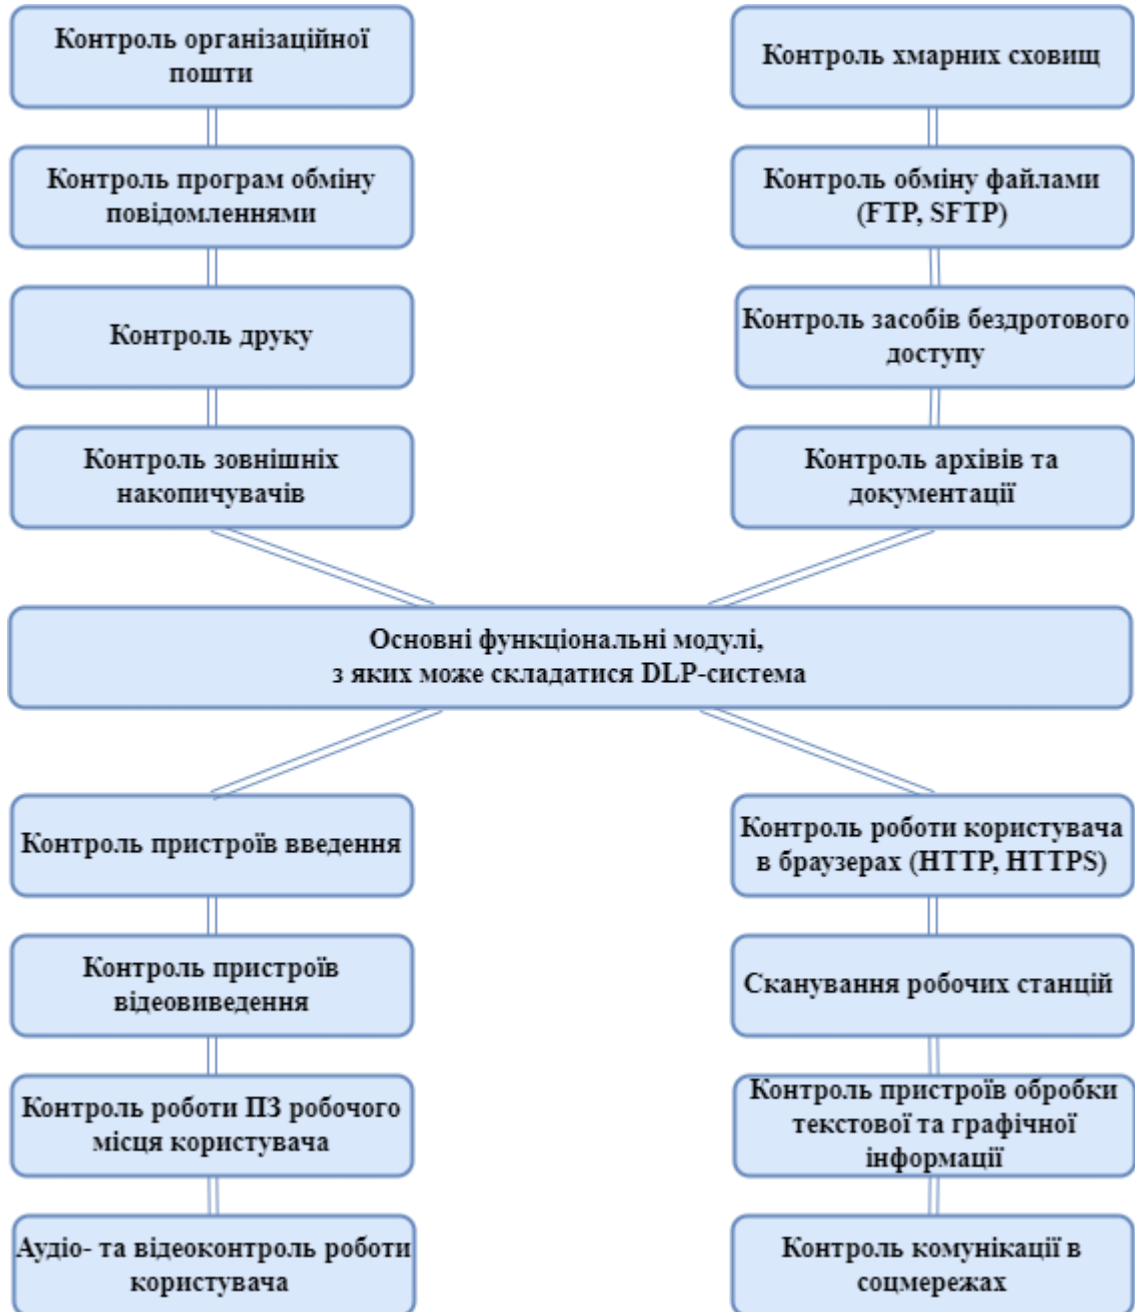 Контроль організаційної
пошти
Контроль хмарних сховищ
Контроль програм обміну
повідомленнями
Контроль обміну файлами
(FTP, SFTP)
Контроль друку
Контроль засобів бездротового
доступу
Контроль зовнішніх
накопичувачів
Контроль архівів та
документації
Основні функціональні модулі,
з яких може складатися DLP-система
Контроль пристроїв введення
Контроль роботи користувача
в браузерах (HTTP, HTTPS)
Контроль пристроїв
відеовиведення
Сканування робочих станцій
Контроль роботи ПЗ робочого
місця користувача
Контроль пристроїв обробки
текстової та графічної
інформації
Аудіо- та відеоконтроль роботи
користувача
Контроль комунікації в
соцмережах